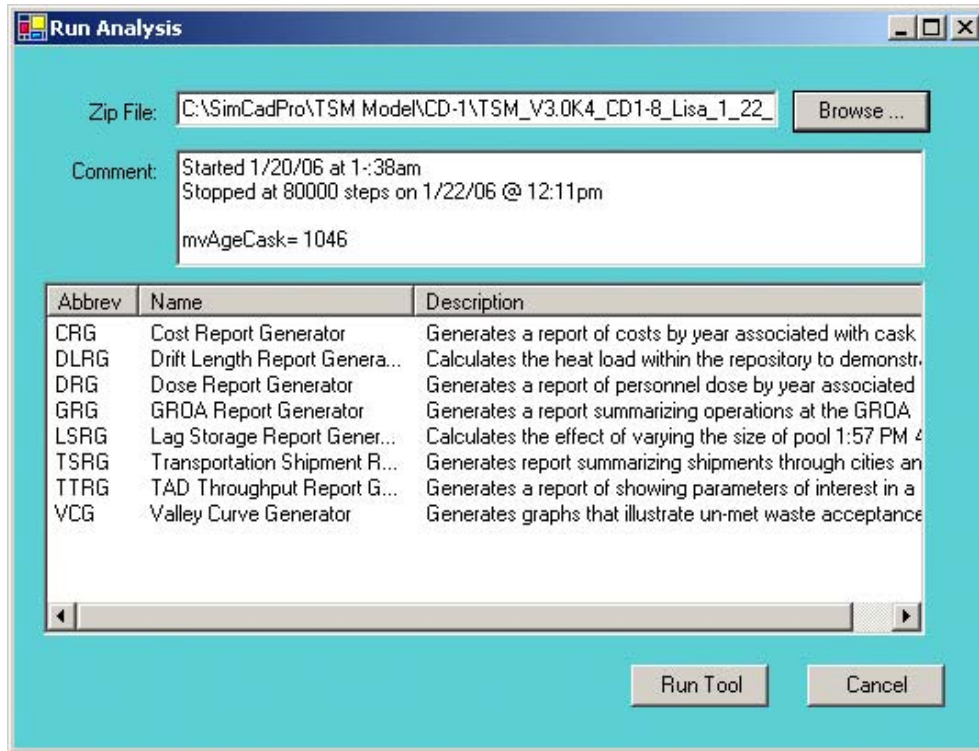 Run Analysis
Zip File: C:\SimCadPro\TSM Model\CD-1\TSM_V3.0K4_CD1-8_Lisa_1_22_ Browse ...
Comment: Started 1/20/06 at 1-:38am
Stopped at 80000 steps on 1/22/06 @ 12:11pm
mvAgeCask= 1046
Abbrev Name Description
CRG Cost Report Generator Generates a report of costs by year associated with cask
DLRG Drift Length Report Genera... Calculates the heat load within the repository to demonstr
DRG Dose Report Generator Generates a report of personnel dose by year associated
GRG GROA Report Generator Generates a report summarizing operations at the GROA
LSRG Lag Storage Report Gener... Calculates the effect of varying the size of pool 1:57 PM 4
TSRG Transportation Shipment R... Generates report summarizing shipments through cities an
TTRG TAD Throughput Report G... Generates a report of showing parameters of interest in a
VCG Valley Curve Generator Generates graphs that illustrate un-met waste acceptance
Run Tool Cancel